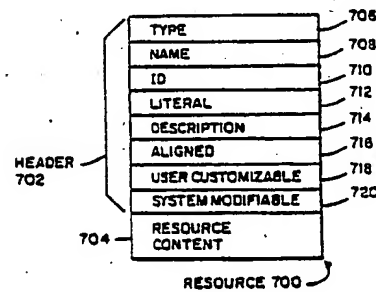 TYPE 706
NAME 708
ID 710
LITERAL 712
DESCRIPTION 714
ALIGNED 716
USER CUSTOMIZABLE 718
SYSTEM MODIFIABLE 720
HEADER
702
704 RESOURCE
CONTENT
RESOURCE 700